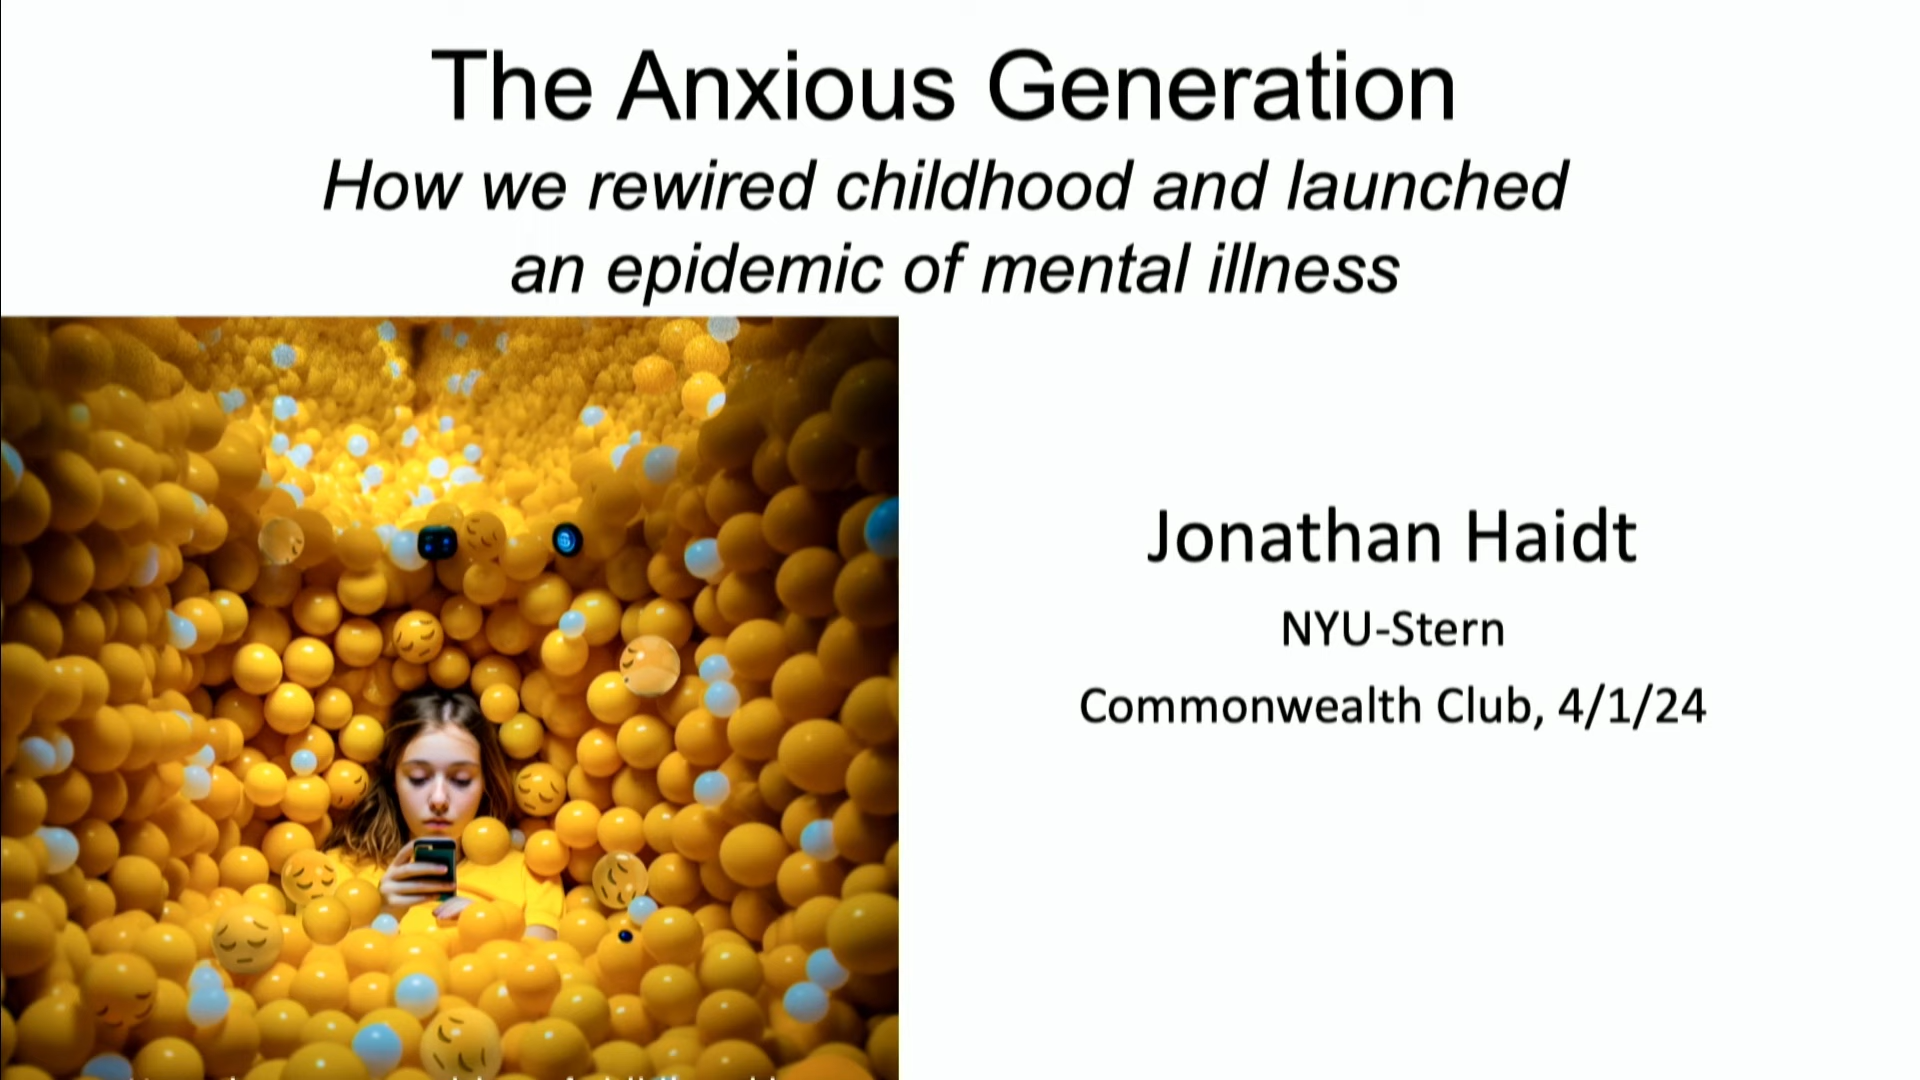 The Anxious Generation
How we rewired childhood and launched
an epidemic of mental illness
Jonathan Haidt
NYU-Stern
Commonwealth Club, 4/1/24